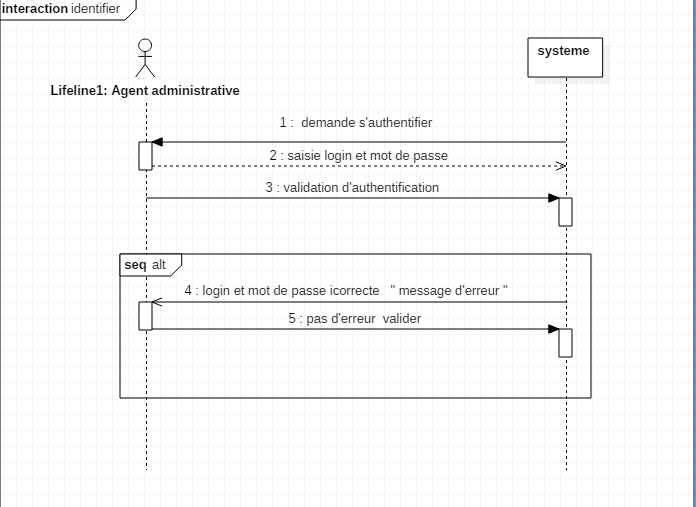 interaction identifier
systeme
Lifeline1: Agent administrative
1 : demande s'authentifier
2 : saisie login et mot de passe
3 : validation d'authentification
seq alt
4 : login et mot de passe icorrecte " message d'erreur "
5 : pas d'erreur valider